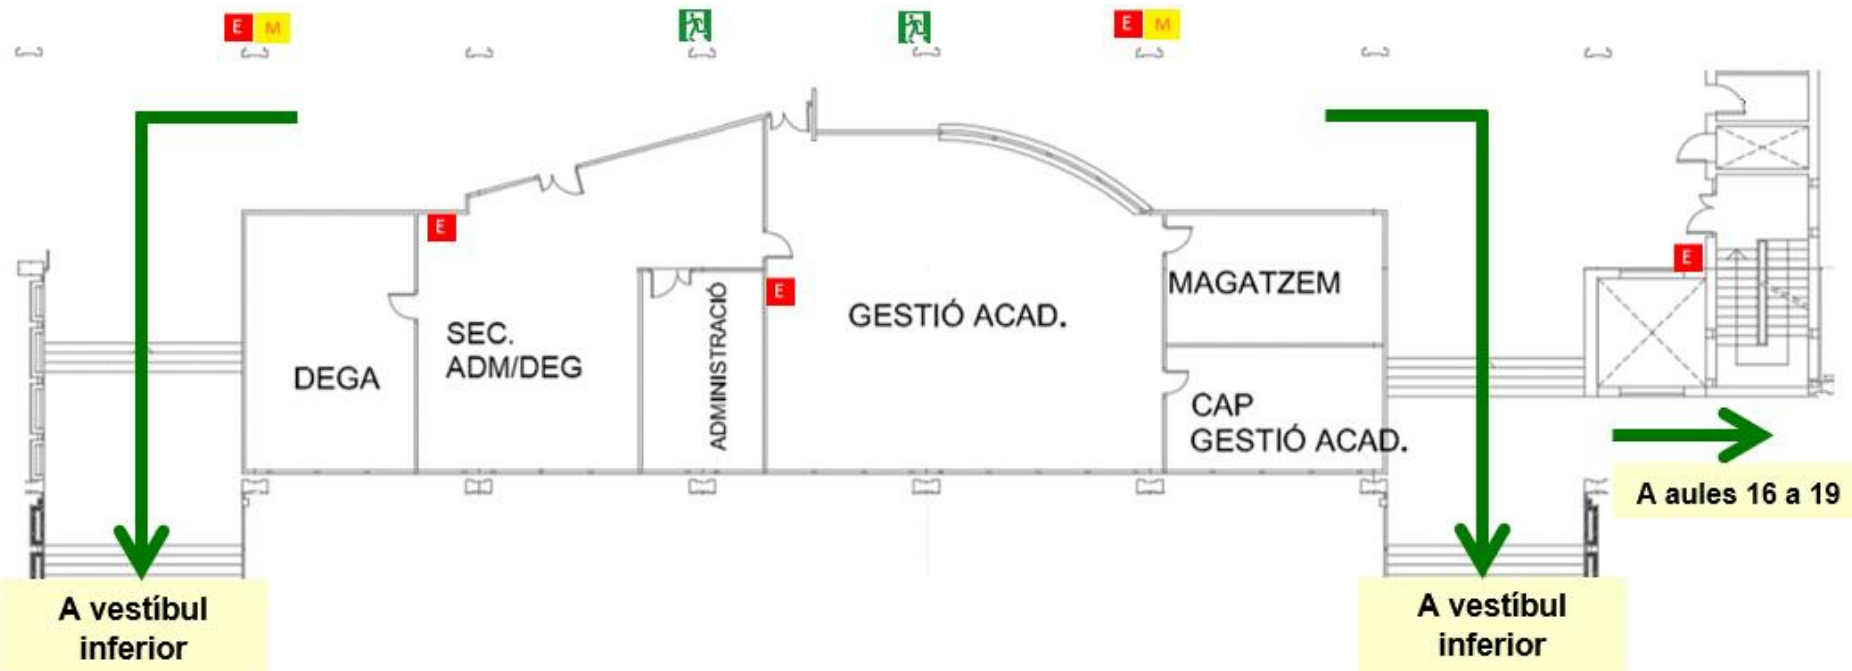 E M
E M
E
E
E
DEGA
SEC.
ADM/DEG
ADMINISTRACIÓ
GESTIÓ ACAD.
MAGATZEM
CAP
GESTIÓ ACAD.
A aules 16 a 19
A vestíbul
inferior
A vestíbul
inferior